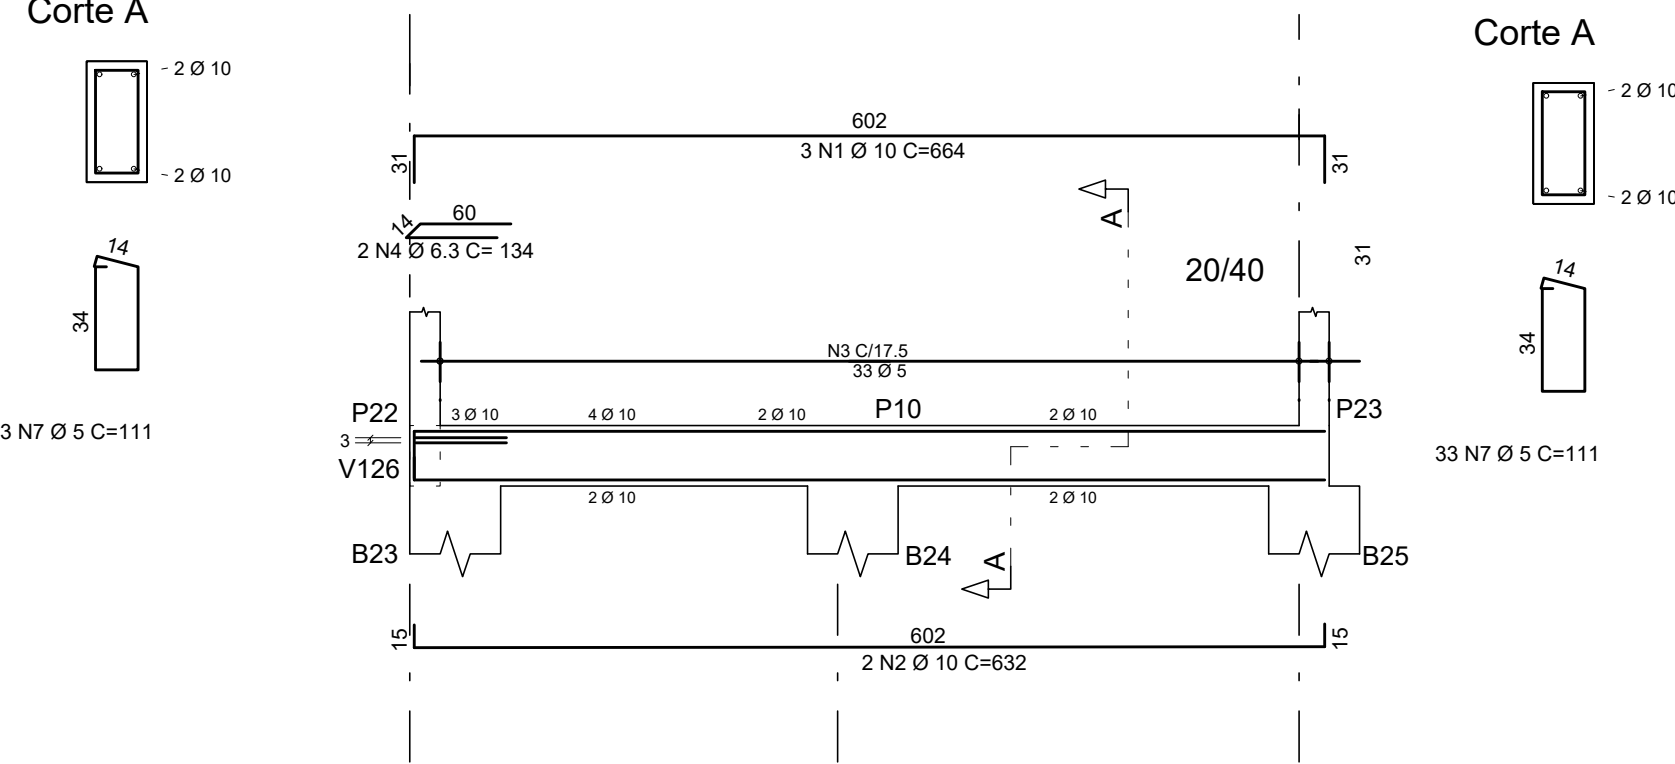 Corte A
2 Ø 10
2 Ø 10
14
34
3 N7 Ø 5 C=111
602
3 N1 Ø 10 C=664
31
31
60
14
2 N4 Ø 6.3 C= 134
A
20/40
31
N3 C/17.5
33 Ø 5
P22
3 Ø 10
4 Ø 10
2 Ø 10
P10
2 Ø 10
P23
3
V126
2 Ø 10
2 Ø 10
B23
B24
A
B25
15
602
15
2 N2 Ø 10 C=632
Corte A
2 Ø 10
2 Ø 10
14
34
33 N7 Ø 5 C=111